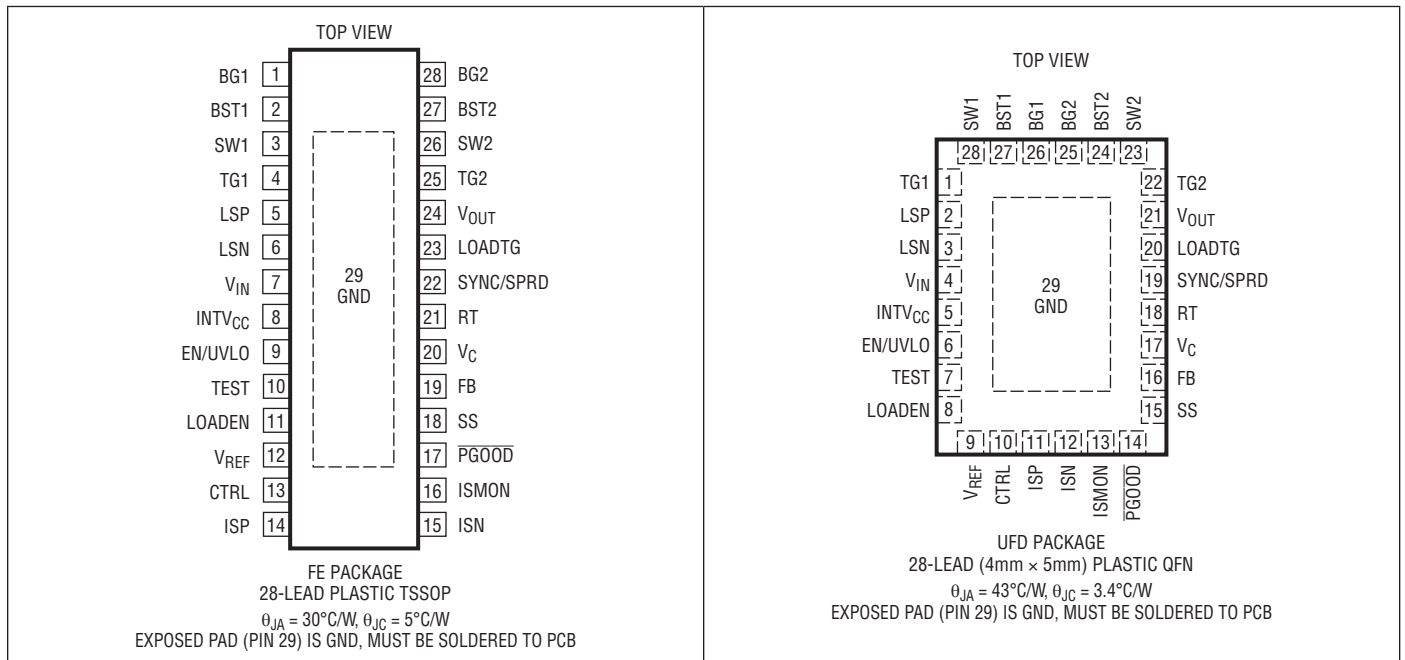 TOP VIEW
BG1 1
BST1 2
SW1 3
TG1 4
LSP 5
LSN 6
VIN 7
INTVCC 8
EN/UVLO 9
TEST 10
LOADEN 11
VREF 12
CTRL 13
ISP 14
28 BG2
27 BST2
26 SW2
25 TG2
24 VOUT
23 LOADTG
22 SYNC/SPRD
21 RT
20 VC
19 FB
18 SS
17 PGOOD
16 ISMON
15 ISN
29
GND
FE PACKAGE
28-LEAD PLASTIC TSSOP
θJA = 30°C/W, θJC = 5°C/W
EXPOSED PAD (PIN 29) IS GND, MUST BE SOLDERED TO PCB
TOP VIEW
SW1 BST1 BG1 BG2 BST2 SW2
28 27 26 25 24 23
TG1 1
LSP 2
LSN 3
VIN 4
INTVCC 5
EN/UVLO 6
TEST 7
LOADEN 8
22 TG2
21 VOUT
20 LOADTG
19 SYNC/SPRD
18 RT
17 VC
16 FB
15 SS
29
GND
9 10 11 12 13 14
VREF CTRL ISP ISN ISMON PGOOD
UFD PACKAGE
28-LEAD (4mm × 5mm) PLASTIC QFN
θJA = 43°C/W, θJC = 3.4°C/W
EXPOSED PAD (PIN 29) IS GND, MUST BE SOLDERED TO PCB